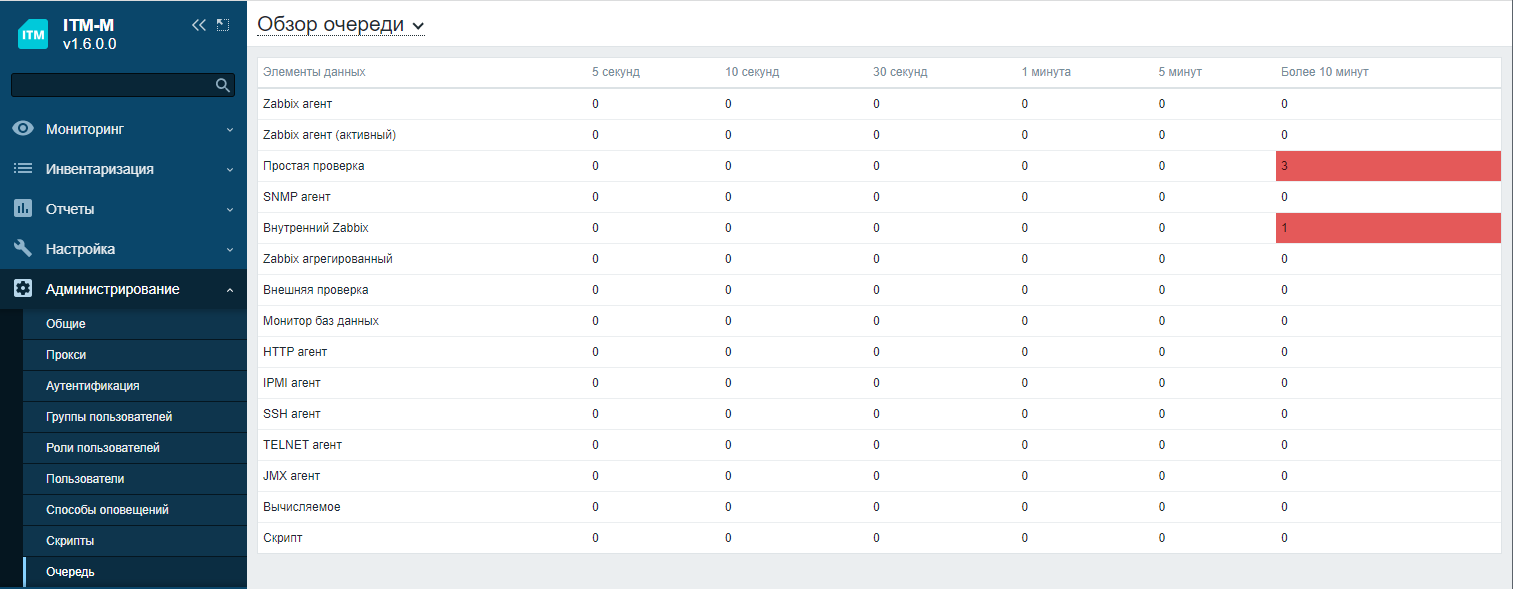 ITM
ITM-M
v1.6.0.0
Мониторинг
Инвентаризация
Отчеты
Настройка
Администрирование
Общие
Прокси
Аутентификация
Группы пользователей
Роли пользователей
Пользователи
Способы оповещений
Скрипты
Очередь
Обзор очереди
Элементы данных 5 секунд 10 секунд 30 секунд 1 минута 5 минут Более 10 минут
Zabbix агент 0 0 0 0 0 0
Zabbix агент (активный) 0 0 0 0 0 0
Простая проверка 0 0 0 0 0 3
SNMP агент 0 0 0 0 0 0
Внутренний Zabbix 0 0 0 0 0 1
Zabbix агрегированный 0 0 0 0 0 0
Внешняя проверка 0 0 0 0 0 0
Монитор баз данных 0 0 0 0 0 0
HTTP агент 0 0 0 0 0 0
IPMI агент 0 0 0 0 0 0
SSH агент 0 0 0 0 0 0
TELNET агент 0 0 0 0 0 0
JMX агент 0 0 0 0 0 0
Вычисляемое 0 0 0 0 0 0
Скрипт 0 0 0 0 0 0